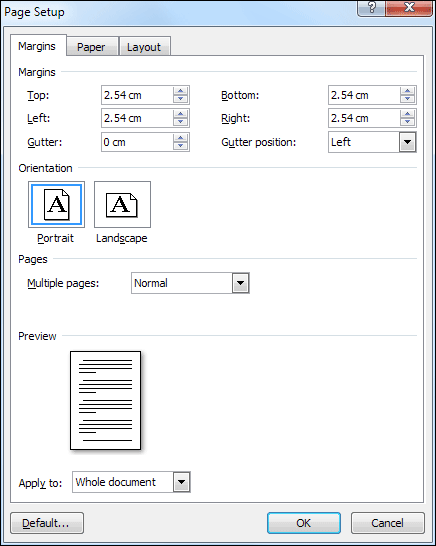 Page Setup
Margins Paper Layout
Margins
Top: 2.54 cm Bottom: 2.54 cm
Left: 2.54 cm Right: 2.54 cm
Gutter: 0 cm Gutter position: Left
Orientation
A A
Portrait Landscape
Pages
Multiple pages: Normal
Preview
Apply to: Whole document
Default... OK Cancel